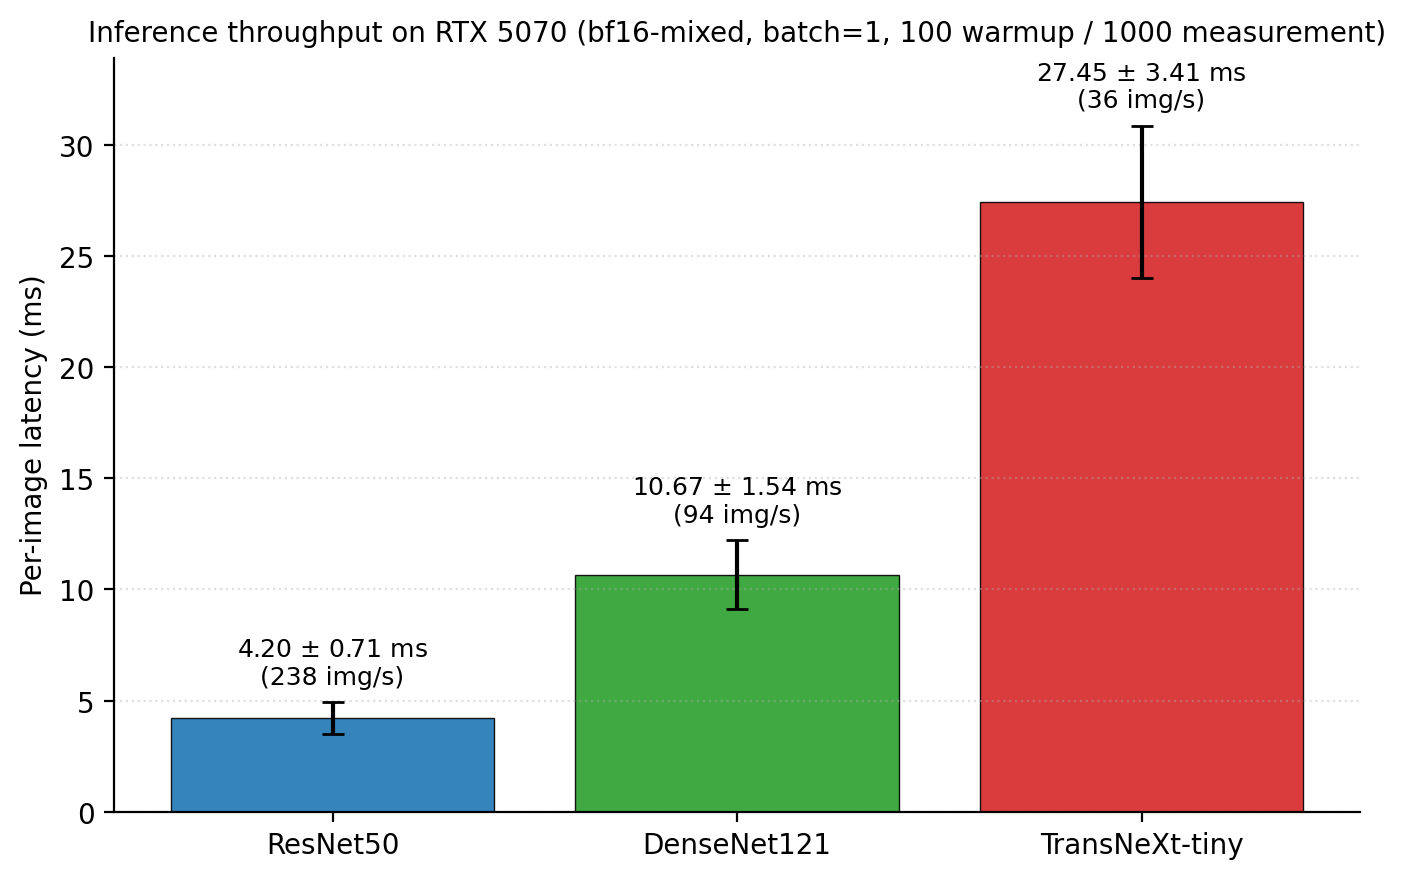 Inference throughput on RTX 5070 (bf16-mixed, batch=1, 100 warmup / 1000 measurement)
Per-image latency (ms)
30
25
20
15
10
5
0
4.20 ± 0.71 ms
(238 img/s)
10.67 ± 1.54 ms
(94 img/s)
27.45 ± 3.41 ms
(36 img/s)
ResNet50
DenseNet121
TransNeXt-tiny